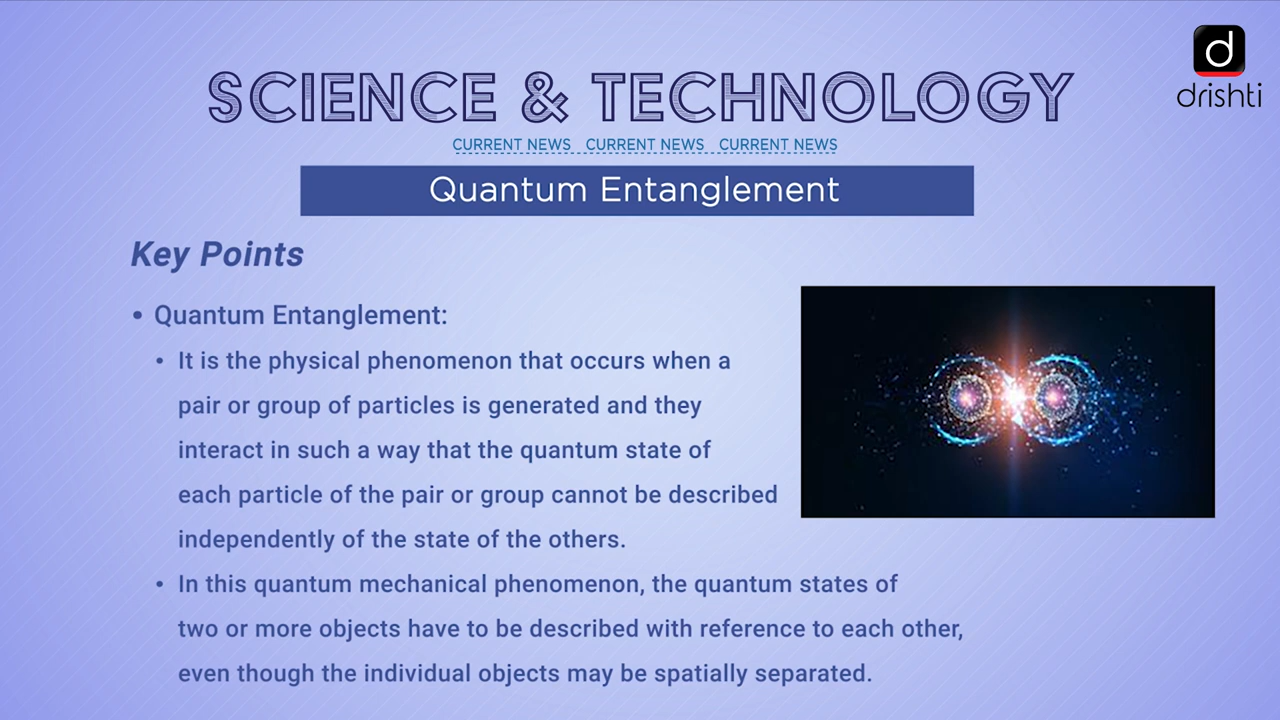 d
drishti
SCIENCE & TECHNOLOGY
CURRENT NEWS CURRENT NEWS CURRENT NEWS
Quantum Entanglement
Key Points
• Quantum Entanglement:
• It is the physical phenomenon that occurs when a
pair or group of particles is generated and they
interact in such a way that the quantum state of
each particle of the pair or group cannot be described
independently of the state of the others.
• In this quantum mechanical phenomenon, the quantum states of
two or more objects have to be described with reference to each other,
even though the individual objects may be spatially separated.